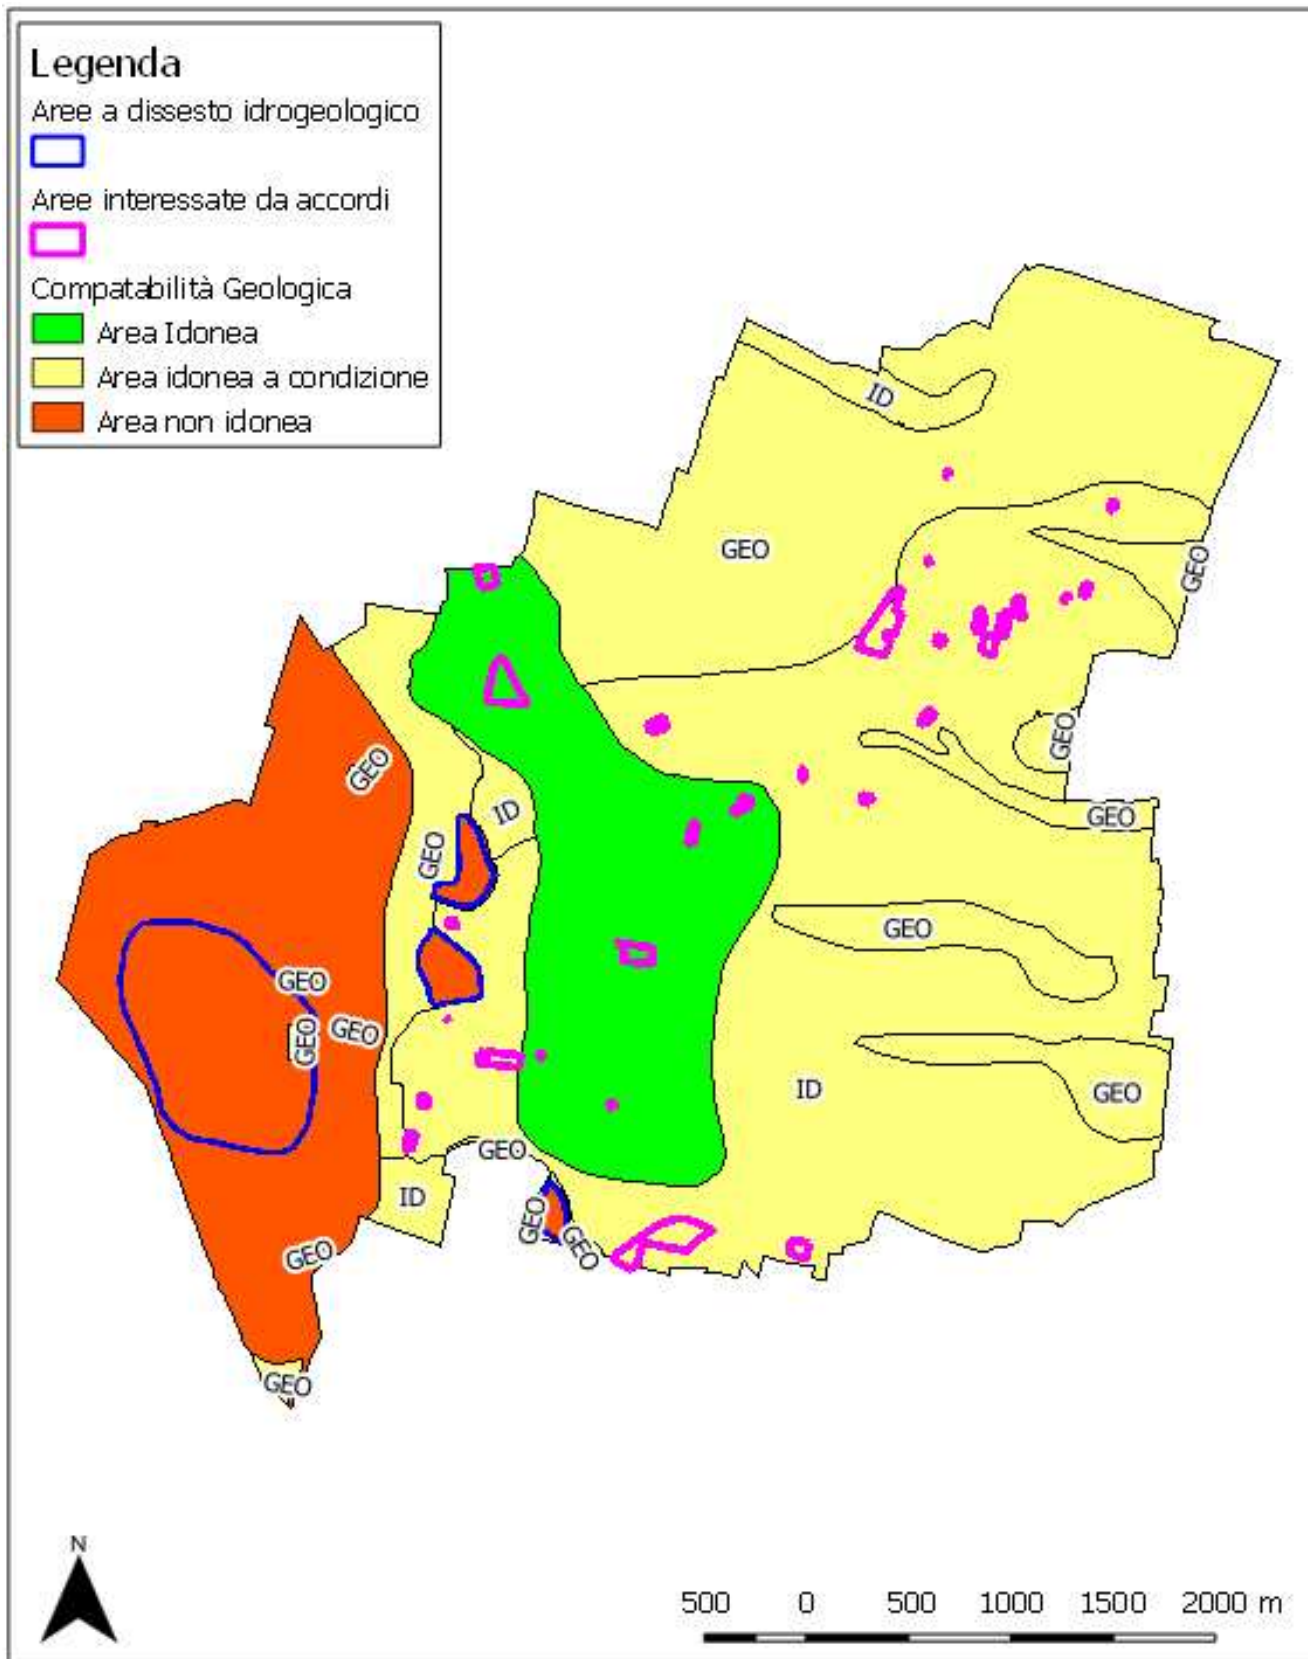 Legenda
Aree a dissesto idrogeologico
Aree interessate da accordi
Compatabilità Geologica
Area Idonea
Area idonea a condizione
Area non idonea
ID
GEO
GEO
GEO
GEO
ID
GEO
GEO
GEO
GEO
GEO
GEO
ID
GEO
GEO
ID
GEO
GEO
GEO
GEO
N
500 0 500 1000 1500 2000 m